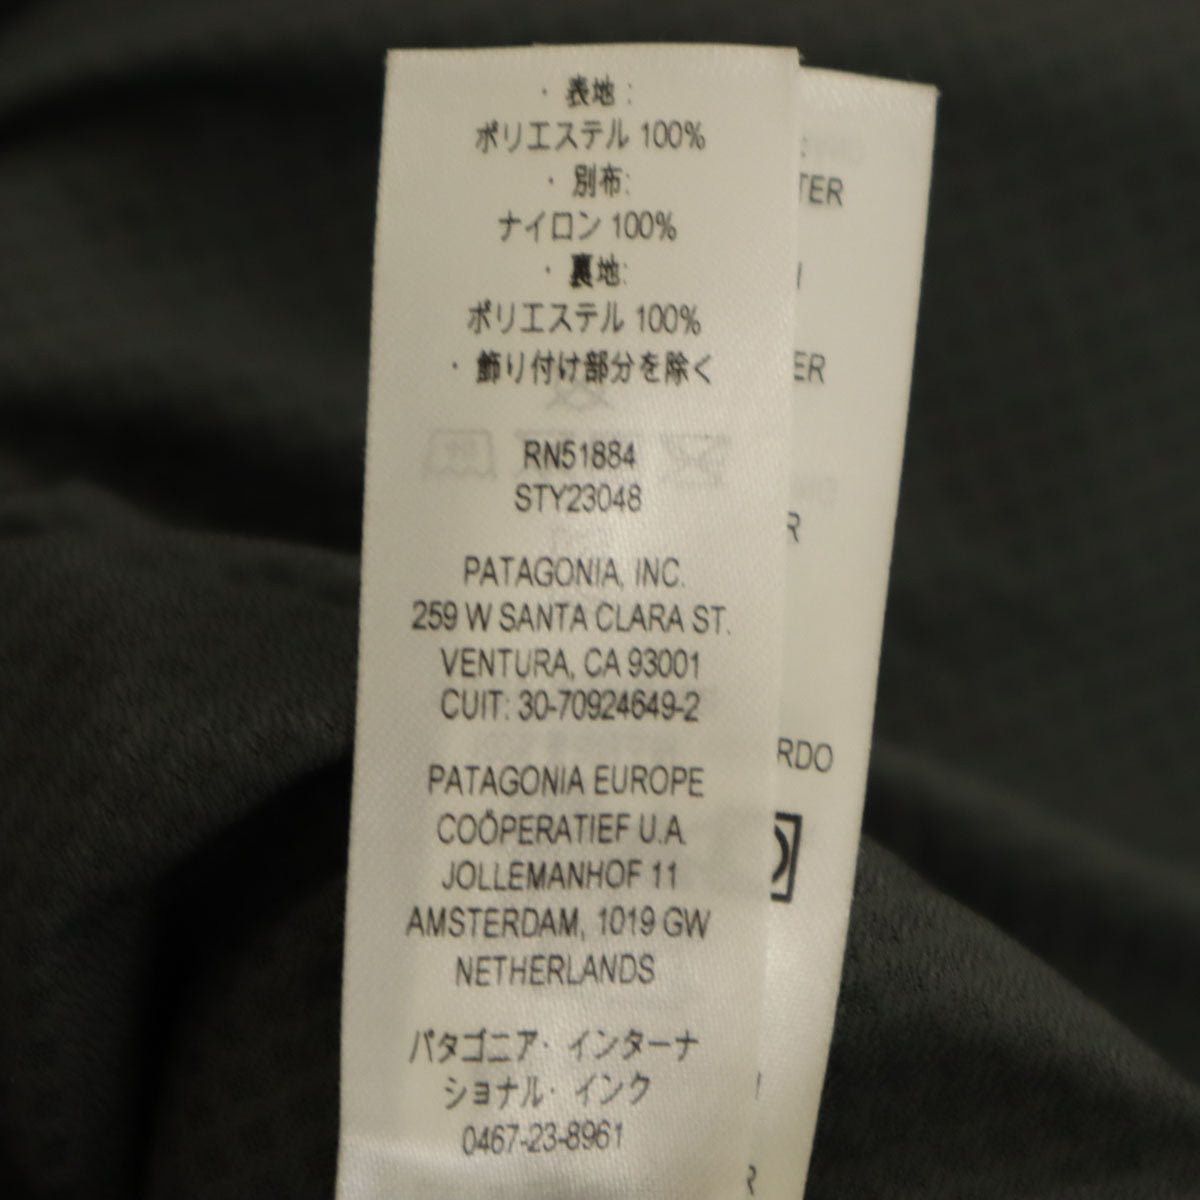 ・表地：
ポリエステル 100%
・別布:
ナイロン 100%
・裏地:
ポリエステル 100%
・飾り付け部分を除く
RN51884
STY23048
PATAGONIA, INC.
259 W SANTA CLARA ST.
VENTURA, CA 93001
CUIT: 30-70924649-2
PATAGONIA EUROPE
COÖPERATIEF U.A.
JOLLEMANHOF 11
AMSTERDAM, 1019 GW
NETHERLANDS
パタゴニア・インターナ
ショナル・インク
0467-23-8961
TER
ER
R
RDO
R